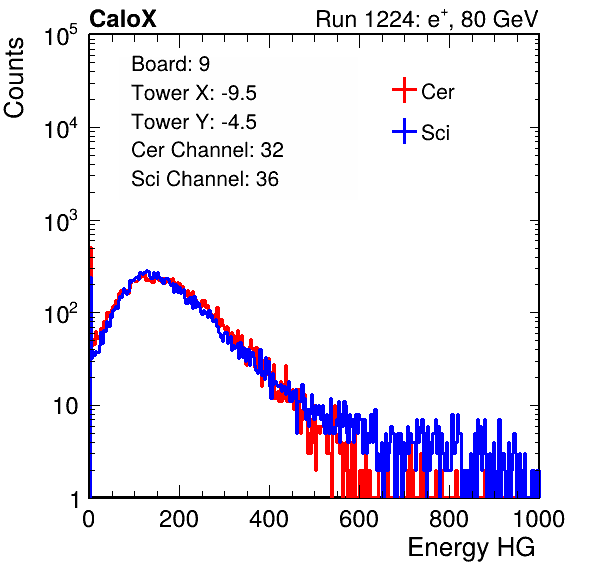 CaloX Run 1224: e⁺, 80 GeV
Counts
10⁵
10⁴
10³
10²
10
1
Board: 9
Tower X: -9.5
Tower Y: -4.5
Cer Channel: 32
Sci Channel: 36
Cer
Sci
0 200 400 600 800 1000
Energy HG